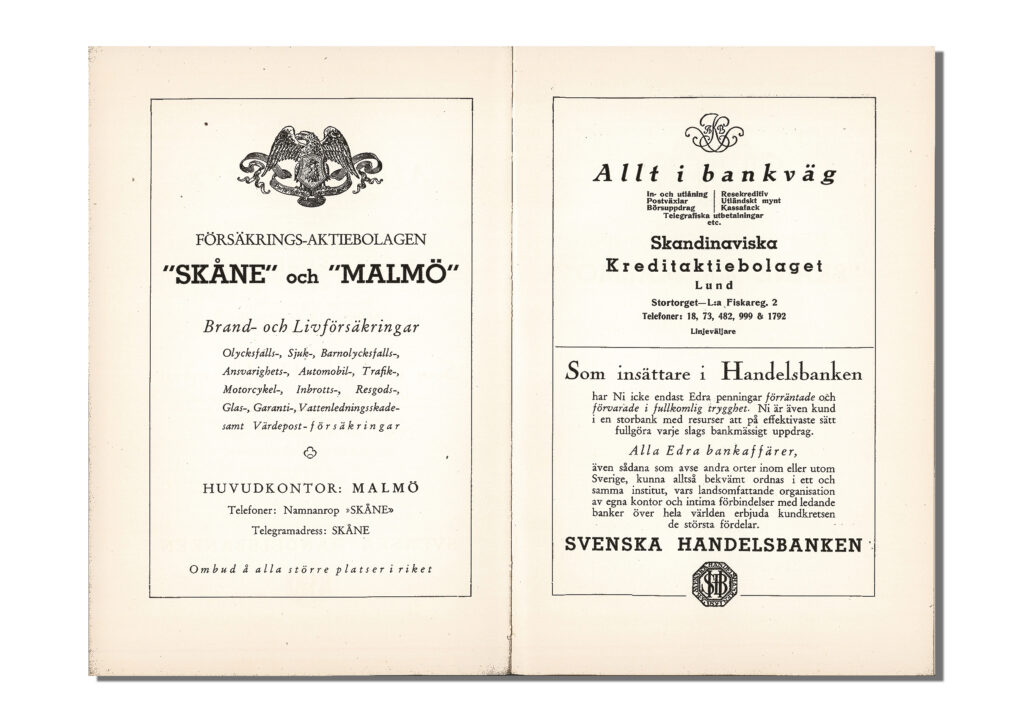 FÖRSÄKRINGS-AKTIEBOLAGEN
"SKÅNE" och "MALMÖ"
Brand- och Livförsäkringar
Olycksfalls-, Sjuk-, Barnolycksfalls-,
Ansvarighets-, Automobil-, Trafik-,
Motorcykel-, Inbrotts-, Resgods-,
Glas-, Garanti-, Vattenledningsskade-
samt Värdepost-försäkringar
HUVUDKONTOR: MALMÖ
Telefoner: Namnanrop »SKÅNE»
Telegramadress: SKÅNE
Ombud å alla större platser i riket
Allt i bankväg
In- och utlåning | Resekreditiv
Postväxlar | Utländskt mynt
Börsuppdrag | Kassafack
Telegrafiska utbetalningar
etc.
Skandinaviska
Kreditaktiebolaget
Lund
Stortorget—L:a Fiskareg. 2
Telefoner: 18, 73, 482, 999 & 1792
Linjeväljare
Som insättare i Handelsbanken
har Ni icke endast Edra penningar förräntade och
förvarade i fullkomlig trygghet. Ni är även kund
i en storbank med resurser att på effektivaste sätt
fullgöra varje slags bankmässigt uppdrag.
Alla Edra bankaffärer,
även sådana som avse andra orter inom eller utom
Sverige, kunna alltså bekvämt ordnas i ett och
samma institut, vars landsomfattande organisation
av egna kontor och intima förbindelser med ledande
banker över hela världen erbjuda kundkretsen
de största fördelar.
SVENSKA HANDELSBANKEN
SHB